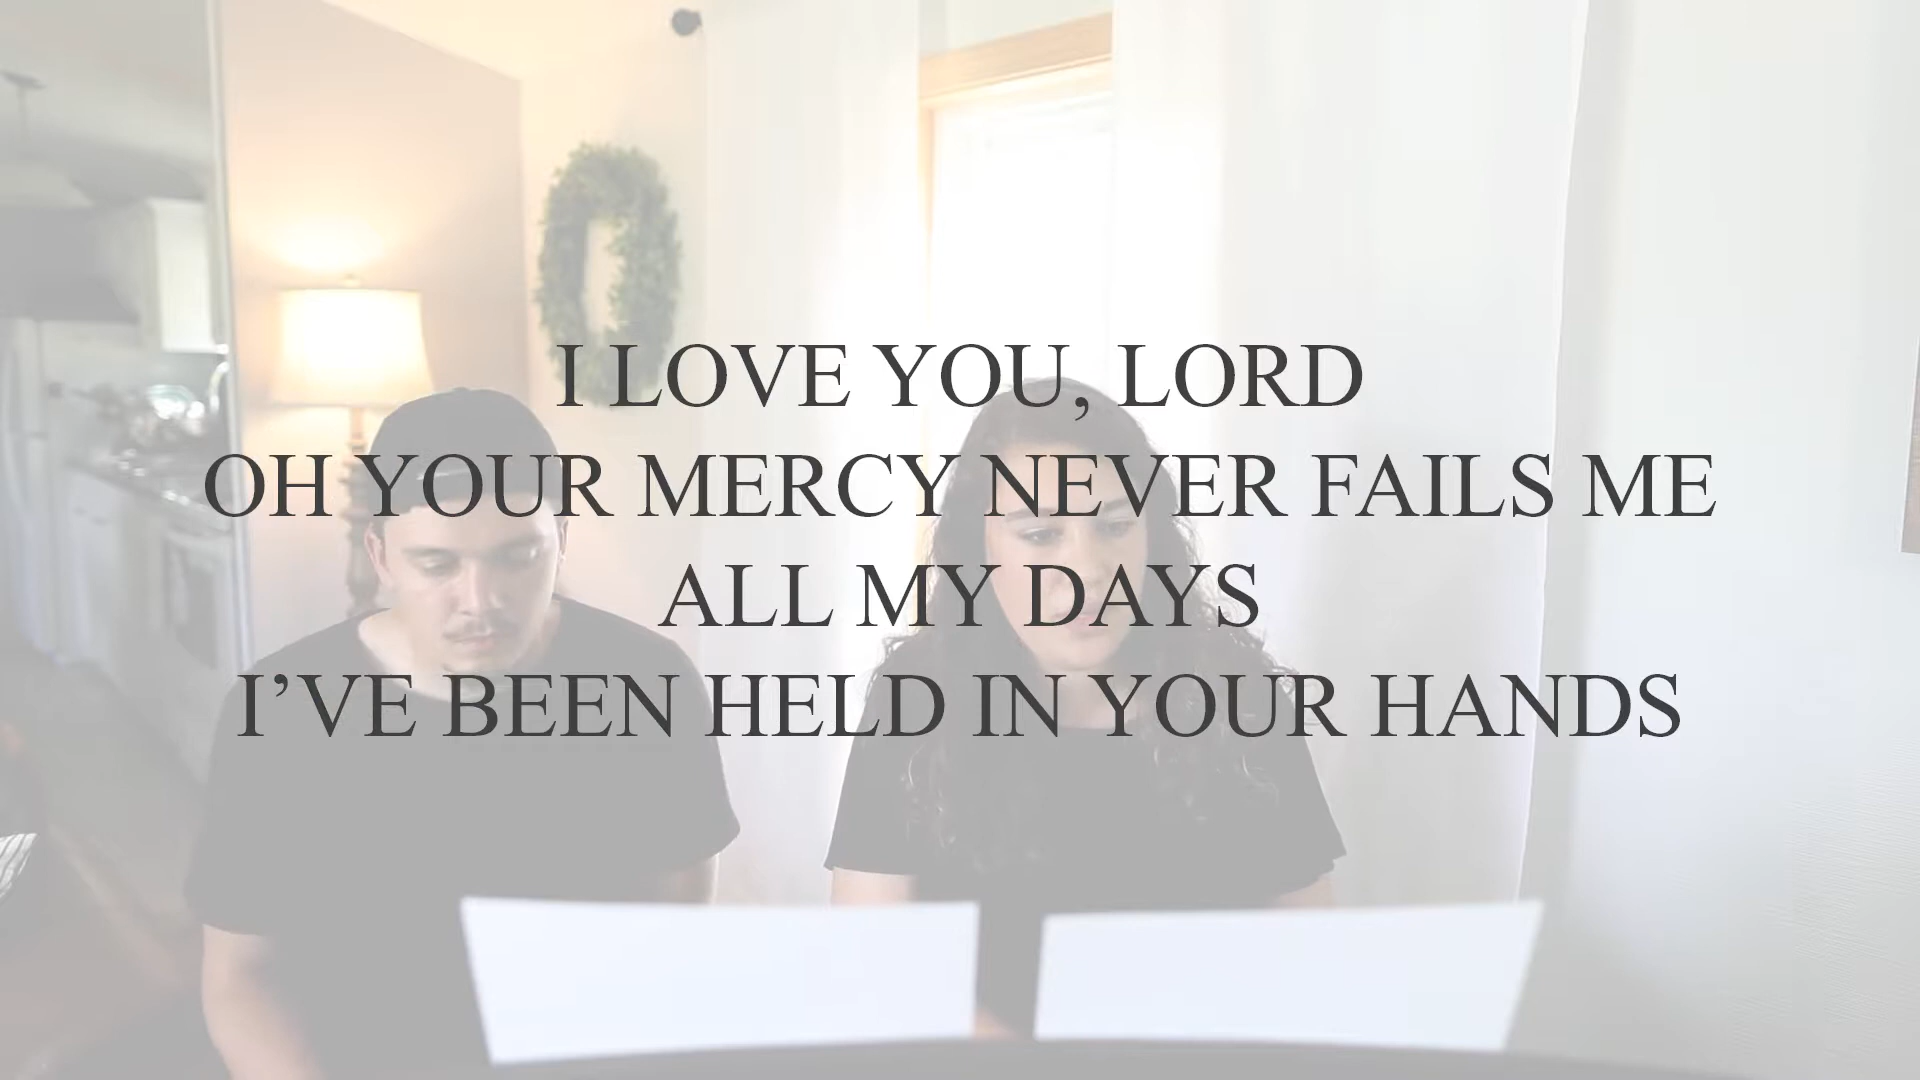 I LOVE YOU, LORD
OH YOUR MERCY NEVER FAILS ME
ALL MY DAYS
I’VE BEEN HELD IN YOUR HANDS